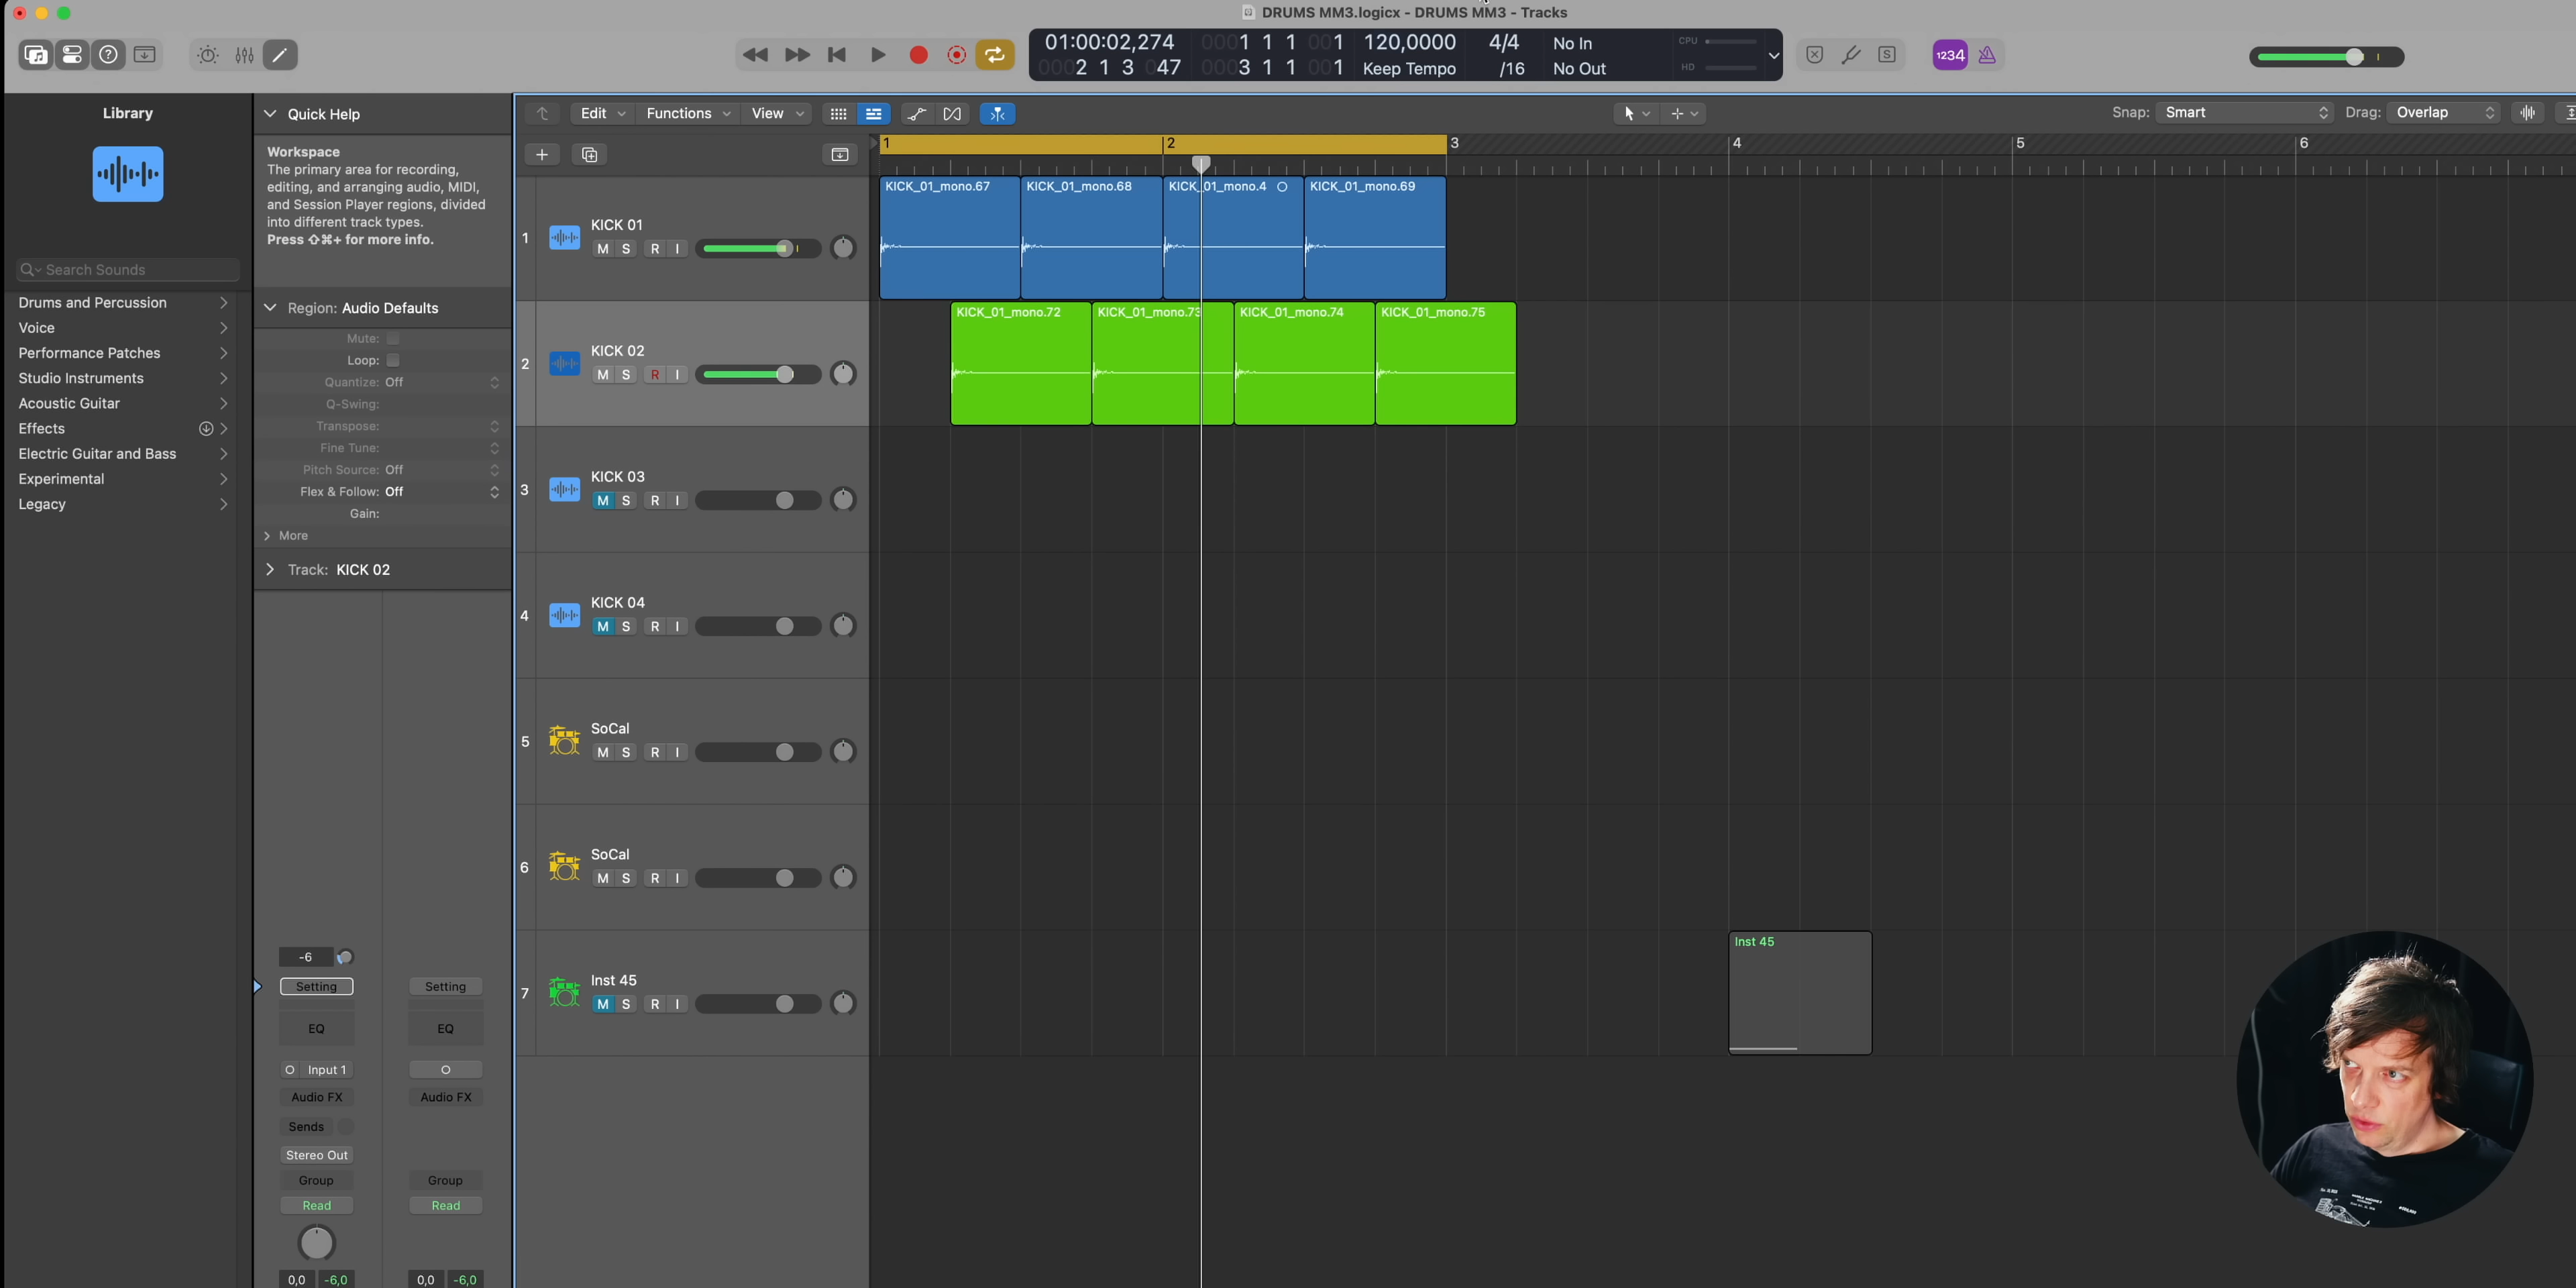 DRUMS MM3.logicx - DRUMS MM3 - Tracks
01:00:02,274 0001 1 1 001 120,0000 4/4 No In CPU
0002 1 3 047 0003 1 1 001 Keep Tempo /16 No Out HD
S 1234
Library
Quick Help
Edit Functions View
Snap: Smart Drag: Overlap
Workspace
The primary area for recording,
editing, and arranging audio, MIDI,
and Session Player regions, divided
into different track types.
Press ⇧⌘+ for more info.
Search Sounds
Drums and Percussion
Voice
Performance Patches
Studio Instruments
Acoustic Guitar
Effects
Electric Guitar and Bass
Experimental
Legacy
Region: Audio Defaults
Mute:
Loop:
Quantize: Off
Q-Swing:
Transpose:
Fine Tune:
Pitch Source: Off
Flex & Follow: Off
Gain:
More
Track: KICK 02
-6
Setting Setting
EQ EQ
Input 1
Audio FX Audio FX
Sends
Stereo Out
Group Group
Read Read
0,0 -6,0 0,0 -6,0
1 2 3 4 5 6
1 KICK 01
M S R I
KICK_01_mono.67 KICK_01_mono.68 KICK_01_mono.4 KICK_01_mono.69
2 KICK 02
M S R I
KICK_01_mono.72 KICK_01_mono.73 KICK_01_mono.74 KICK_01_mono.75
3 KICK 03
M S R I
4 KICK 04
M S R I
5 SoCal
M S R I
6 SoCal
M S R I
7 Inst 45
M S R I
Inst 45